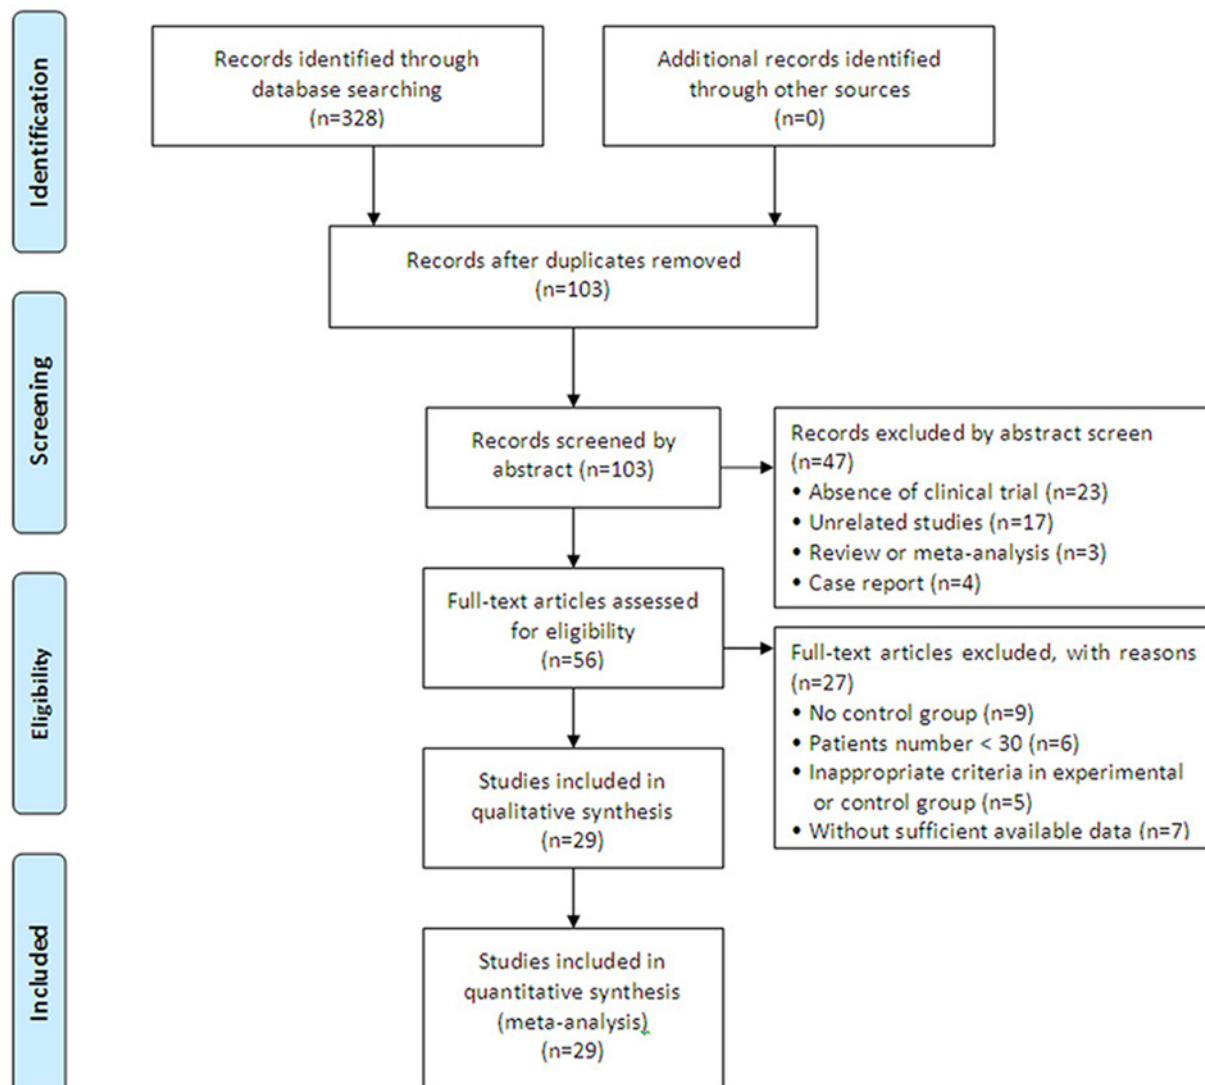 Identification
Records identified through
database searching
(n=328)
Additional records identified
through other sources
(n=0)
Records after duplicates removed
(n=103)
Screening
Records screened by
abstract (n=103)
Records excluded by abstract screen
(n=47)
• Absence of clinical trial (n=23)
• Unrelated studies (n=17)
• Review or meta-analysis (n=3)
• Case report (n=4)
Eligibility
Full-text articles assessed
for eligibility
(n=56)
Full-text articles excluded, with reasons
(n=27)
• No control group (n=9)
• Patients number < 30 (n=6)
• Inappropriate criteria in experimental
or control group (n=5)
• Without sufficient available data (n=7)
Studies included in
qualitative synthesis
(n=29)
Included
Studies included in
quantitative synthesis
(meta-analysis)
(n=29)